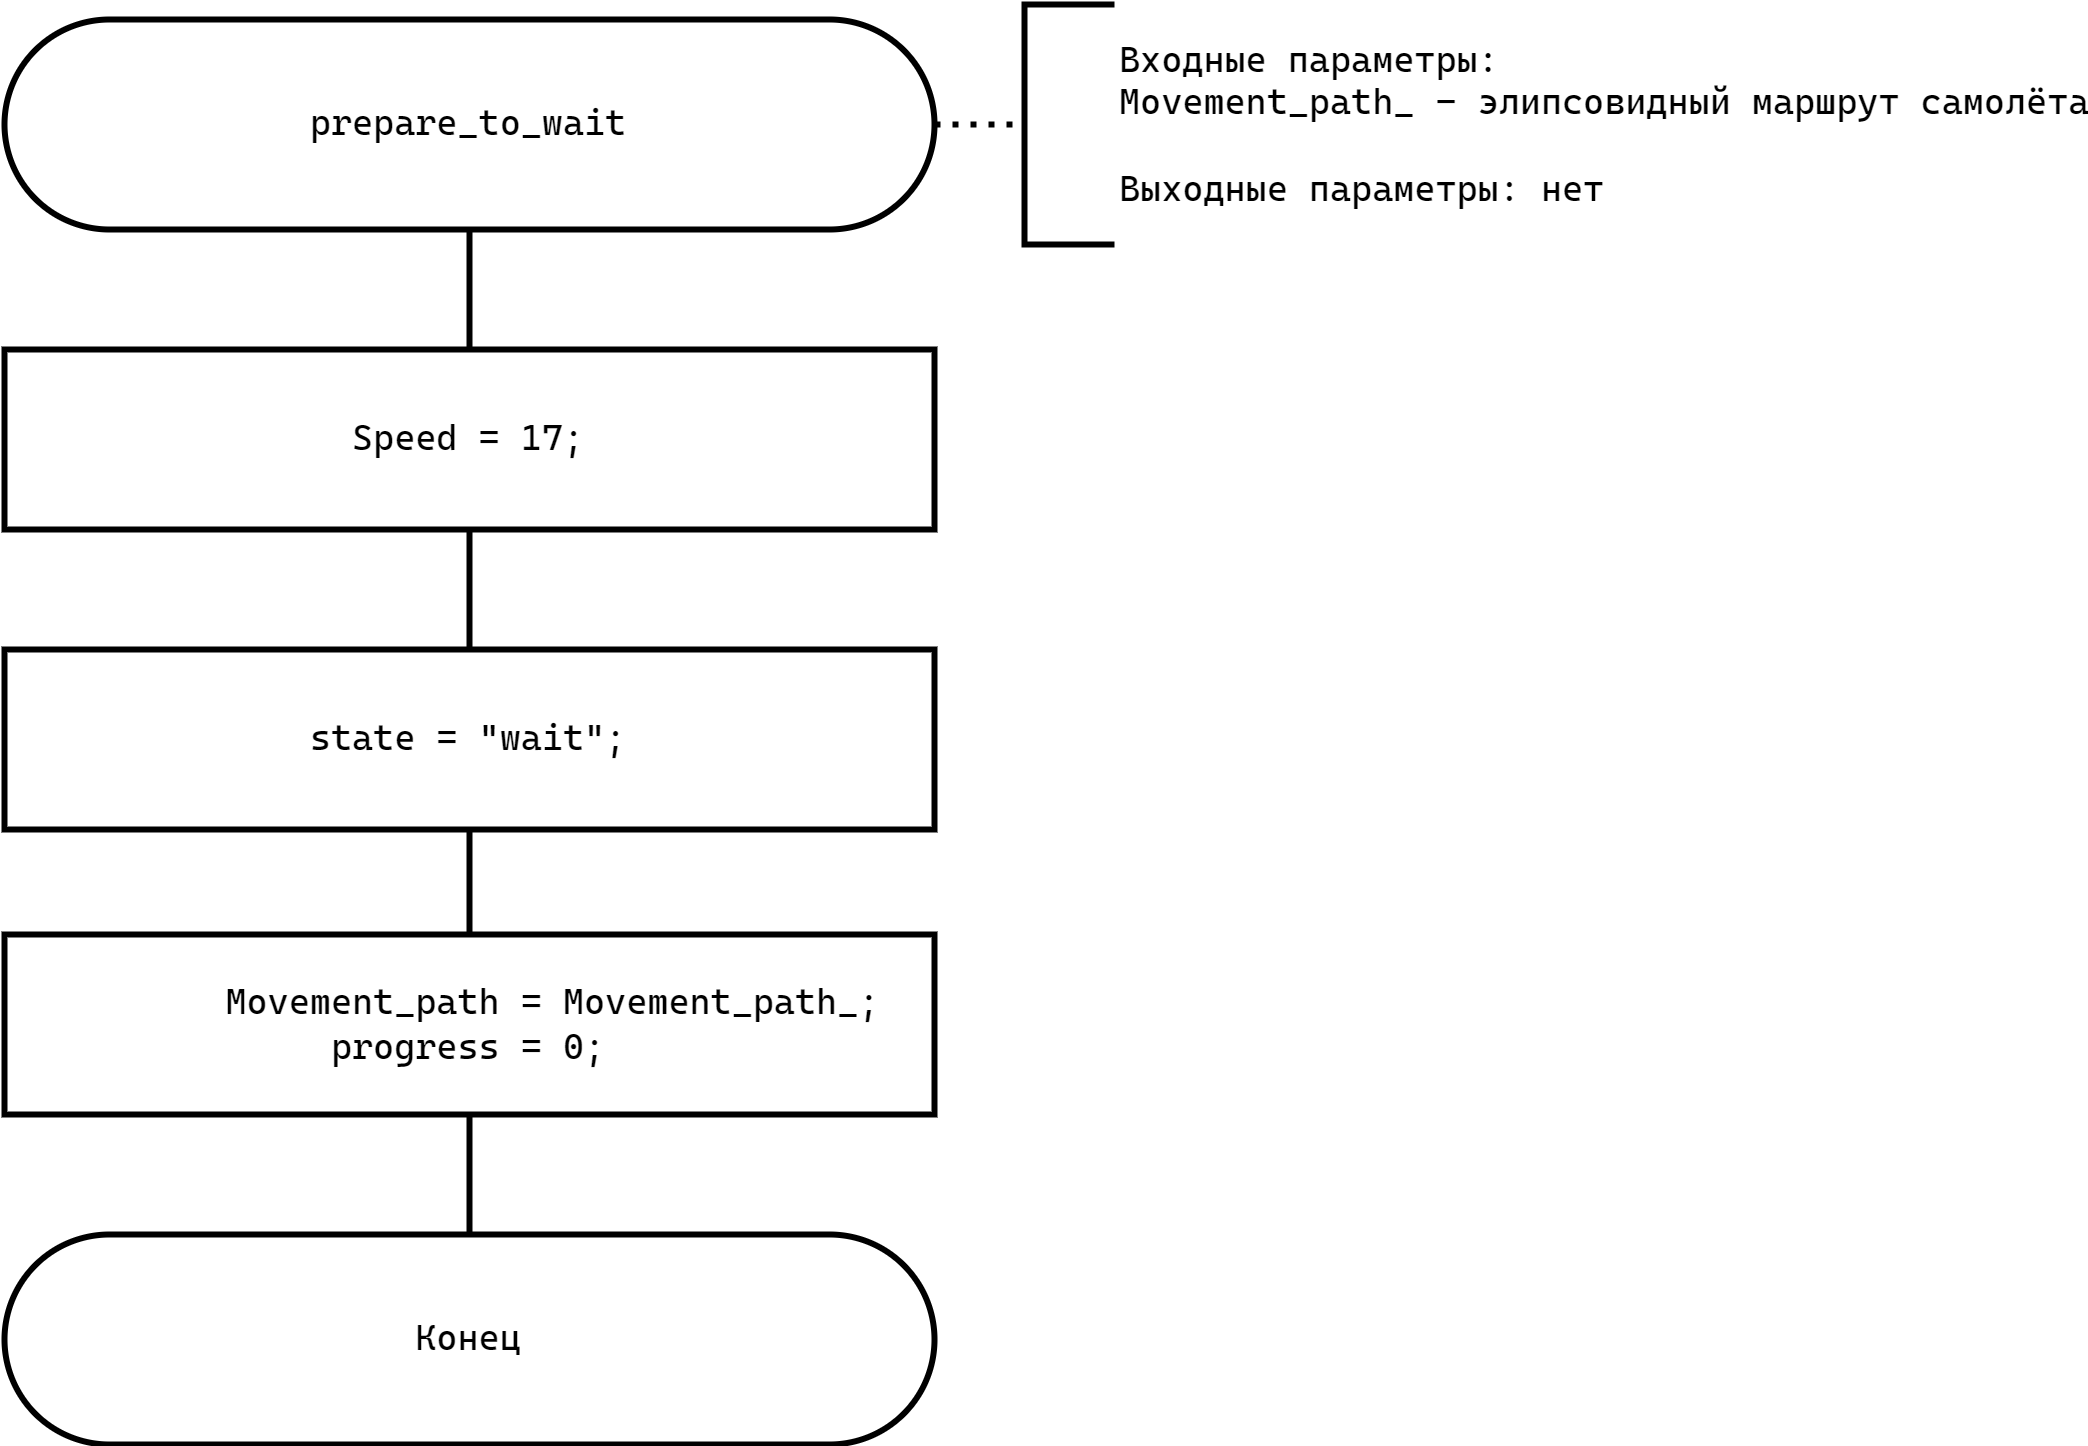 prepare_to_wait
Входные параметры:
Movement_path_ – элипсовидный маршрут самолёта
Выходные параметры: нет
Speed = 17;
state = "wait";
Movement_path = Movement_path_;
progress = 0;
Конец